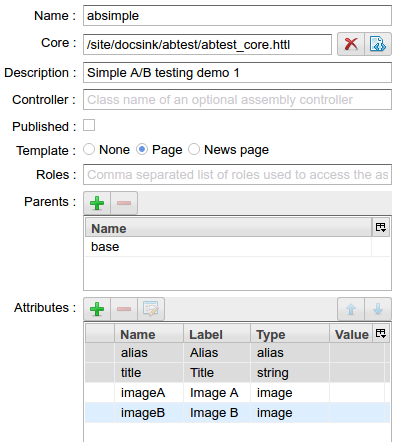 Name : absimple
Core : /site/docsink/abtest/abtest_core.httl
Description : Simple A/B testing demo 1
Controller : Class name of an optional assembly controller
Published :
Template : None Page News page
Roles : Comma separated list of roles used to access the as
Parents :
Name
base
Attributes :
Name Label Type Value
alias Alias alias
title Title string
imageA Image A image
imageB Image B image